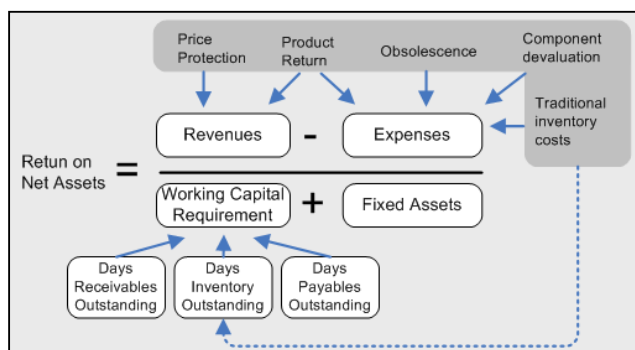 Price
Protection
Product
Return
Obsolescence
Component
devaluation
Traditional
inventory
costs
Retun on
Net Assets
=
Revenues
-
Expenses
Working Capital
Requirement
+
Fixed Assets
Days
Receivables
Outstanding
Days
Inventory
Outstanding
Days
Payables
Outstanding